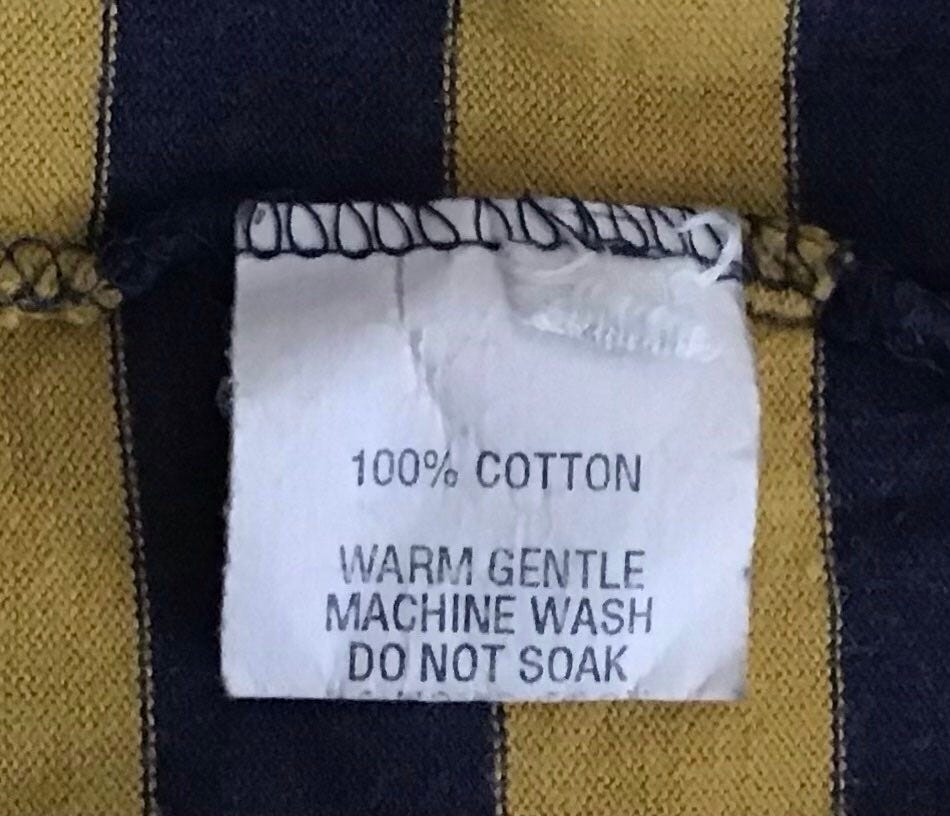 100% COTTON
WARM GENTLE
MACHINE WASH
DO NOT SOAK